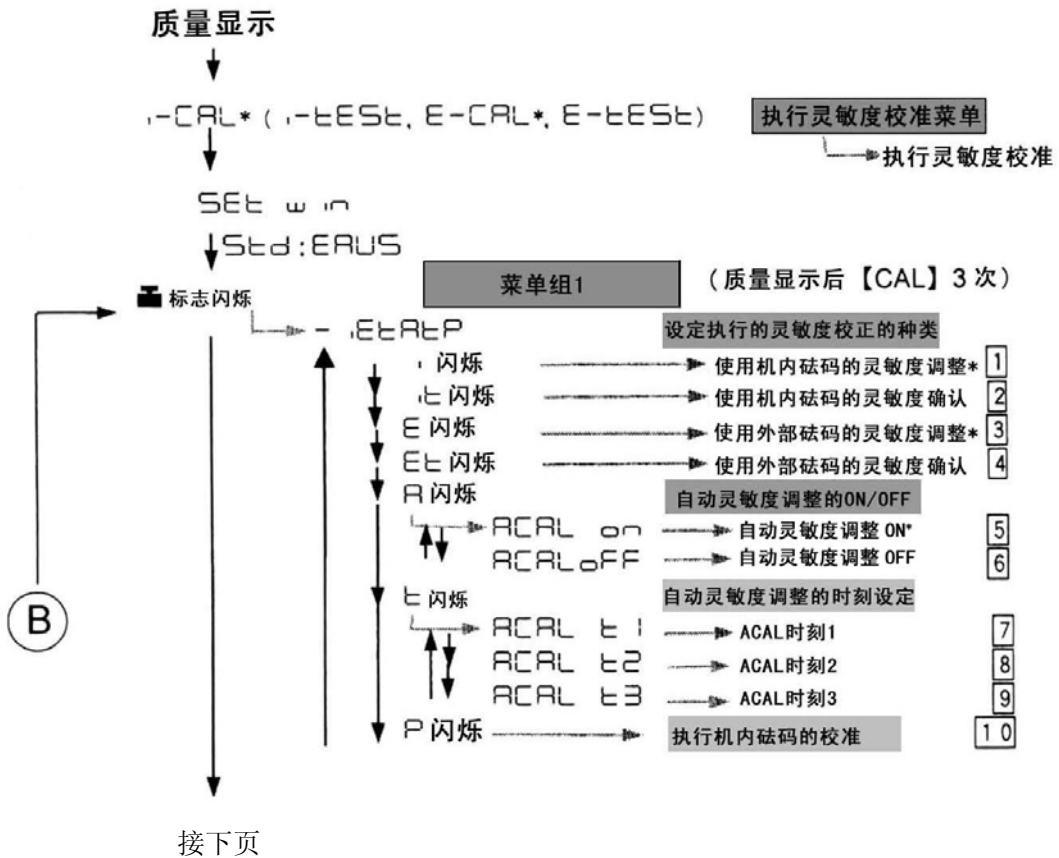 质量显示
i-CAL* (i-tESt, E-CAL*, E-tESt)
执行灵敏度校准菜单
执行灵敏度校准
SEt win
Std:EAUS
菜单组1
(质量显示后【CAL】3次)
标志闪烁
- iEtAtP
设定执行的灵敏度校正的种类
i 闪烁
使用机内砝码的灵敏度调整* 1
it 闪烁
使用机内砝码的灵敏度确认 2
E 闪烁
使用外部砝码的灵敏度调整* 3
Et 闪烁
使用外部砝码的灵敏度确认 4
A 闪烁
自动灵敏度调整的ON/OFF
ACAL on
自动灵敏度调整 ON* 5
ACALoFF
自动灵敏度调整 OFF 6
t 闪烁
自动灵敏度调整的时刻设定
ACAL t1
ACAL时刻1 7
ACAL t2
ACAL时刻2 8
ACAL t3
ACAL时刻3 9
P 闪烁
执行机内砝码的校准 10
B
接下页